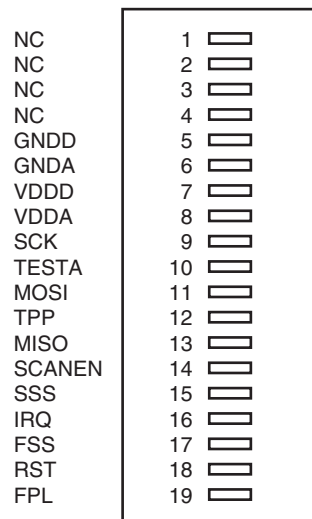 NC 1
NC 2
NC 3
NC 4
GNDD 5
GNDA 6
VDDD 7
VDDA 8
SCK 9
TESTA 10
MOSI 11
TPP 12
MISO 13
SCANEN 14
SSS 15
IRQ 16
FSS 17
RST 18
FPL 19